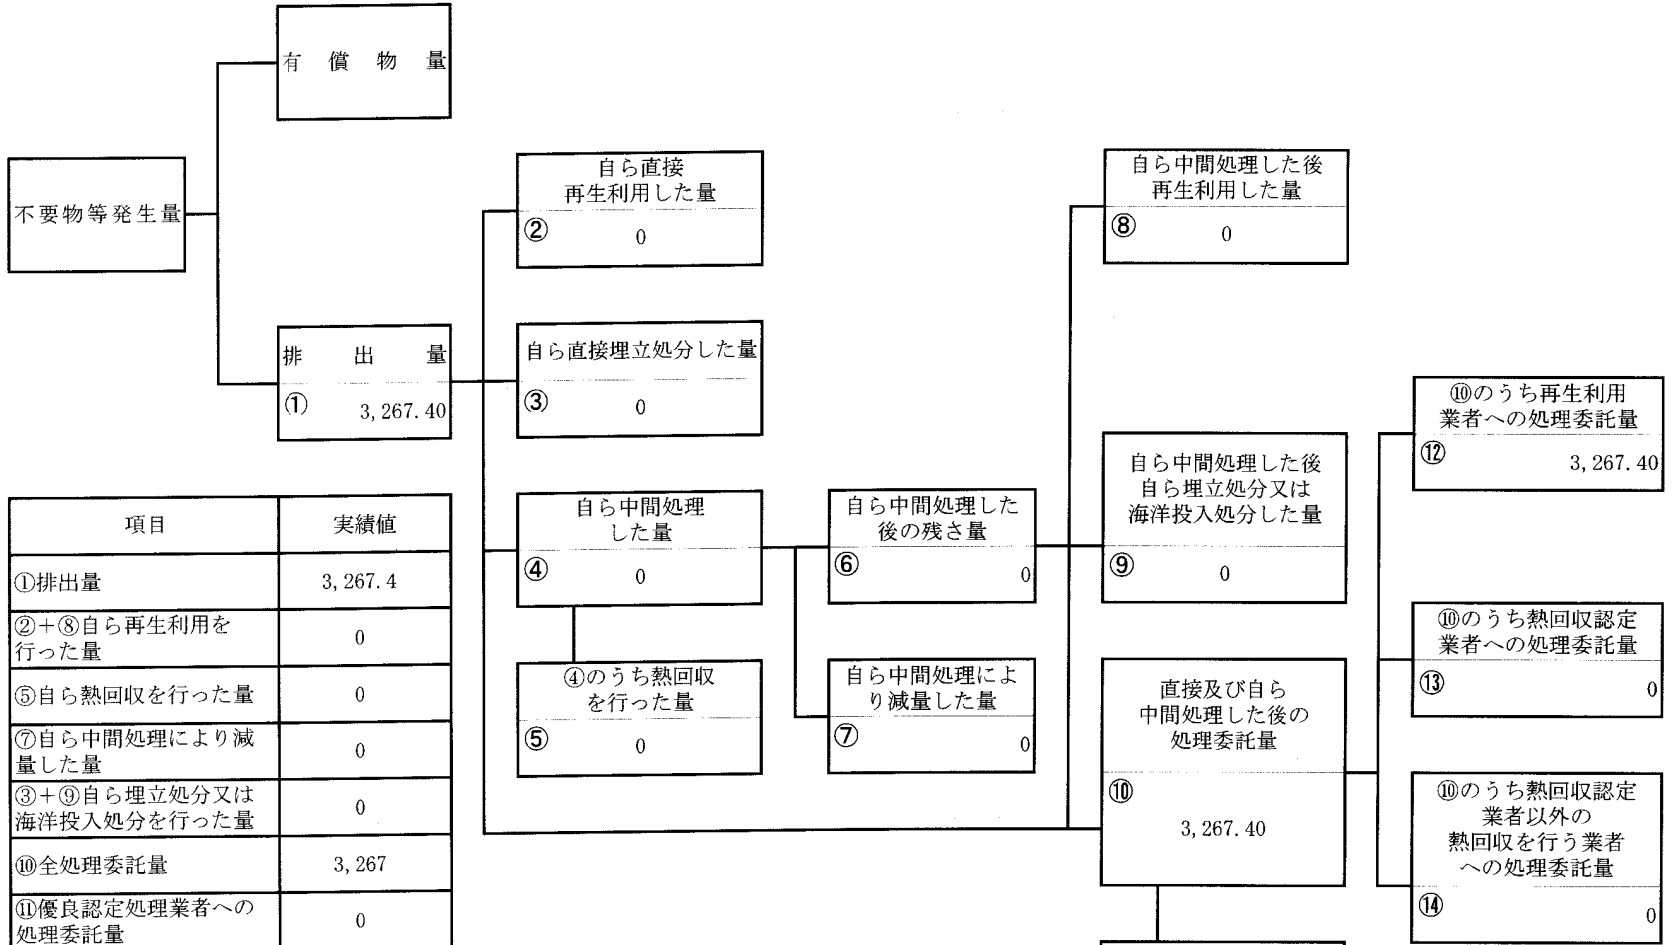 有償物量
不要物等発生量
排出量
① 3,267.40
自ら直接
再生利用した量
② 0
自ら直接埋立処分した量
③ 0
自ら中間処理
した量
④ 0
④のうち熱回収
を行った量
⑤ 0
自ら中間処理した
後の残さ量
⑥ 0
自ら中間処理によ
り減量した量
⑦ 0
自ら中間処理した後
再生利用した量
⑧ 0
自ら中間処理した後
自ら埋立処分又は
海洋投入処分した量
⑨ 0
直接及び自ら
中間処理した後の
処理委託量
⑩
3,267.40
⑩のうち再生利用
業者への処理委託量
⑫ 3,267.40
⑩のうち熱回収認定
業者への処理委託量
⑬ 0
⑩のうち熱回収認定
業者以外の
熱回収を行う業者
への処理委託量
⑭ 0
項目 実績値
①排出量 3,267.4
②+⑧自ら再生利用を
行った量 0
⑤自ら熱回収を行った量 0
⑦自ら中間処理により減
量した量 0
③+⑨自ら埋立処分又は
海洋投入処分を行った量 0
⑩全処理委託量 3,267
⑪優良認定処理業者への
処理委託量 0